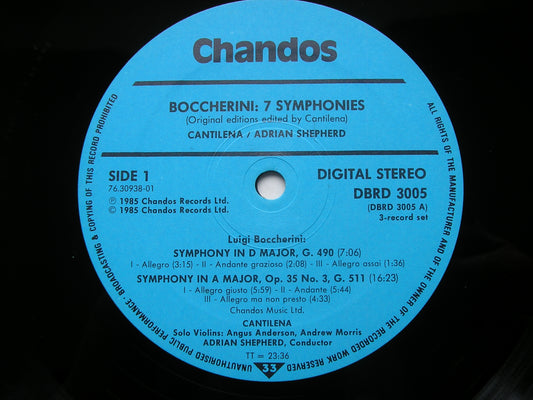 Chandos
BOCCHERINI: 7 SYMPHONIES
(Original editions edited by Cantilena)
CANTILENA / ADRIAN SHEPHERD
SIDE 1
76.30938-01
Ⓟ 1985 Chandos Records Ltd.
© 1985 Chandos Records Ltd.
DIGITAL STEREO
DBRD 3005
(DBRD 3005 A)
3-record set
Luigi Boccherini:
SYMPHONY IN D MAJOR, G. 490 (7:06)
I - Allegro (3:15) - II - Andante grazioso (2:08) - III - Allegro assai (1:36)
SYMPHONY IN A MAJOR, Op. 35 No. 3, G. 511 (16:23)
I - Allegro giusto (5:59) - II - Andante (5:44)
III - Allegro ma non presto (4:33)
Chandos Music Ltd.
CANTILENA
Solo Violins: Angus Anderson, Andrew Morris
ADRIAN SHEPHERD, Conductor
TT = 23:36
33
ALL RIGHTS OF THE MANUFACTURER AND OF THE OWNER OF THE RECORDED WORK RESERVED · UNAUTHORISED PUBLIC PERFORMANCE · BROADCASTING & COPYING OF THIS RECORD PROHIBITED